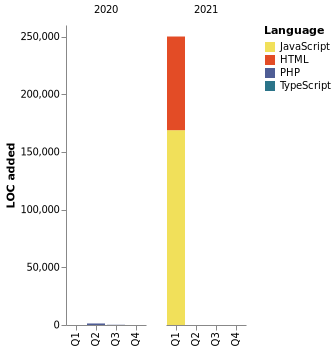 2020
2021
Language
JavaScript
HTML
PHP
TypeScript
LOC added
250,000
200,000
150,000
100,000
50,000
0
Q1
Q2
Q3
Q4
Q1
Q2
Q3
Q4